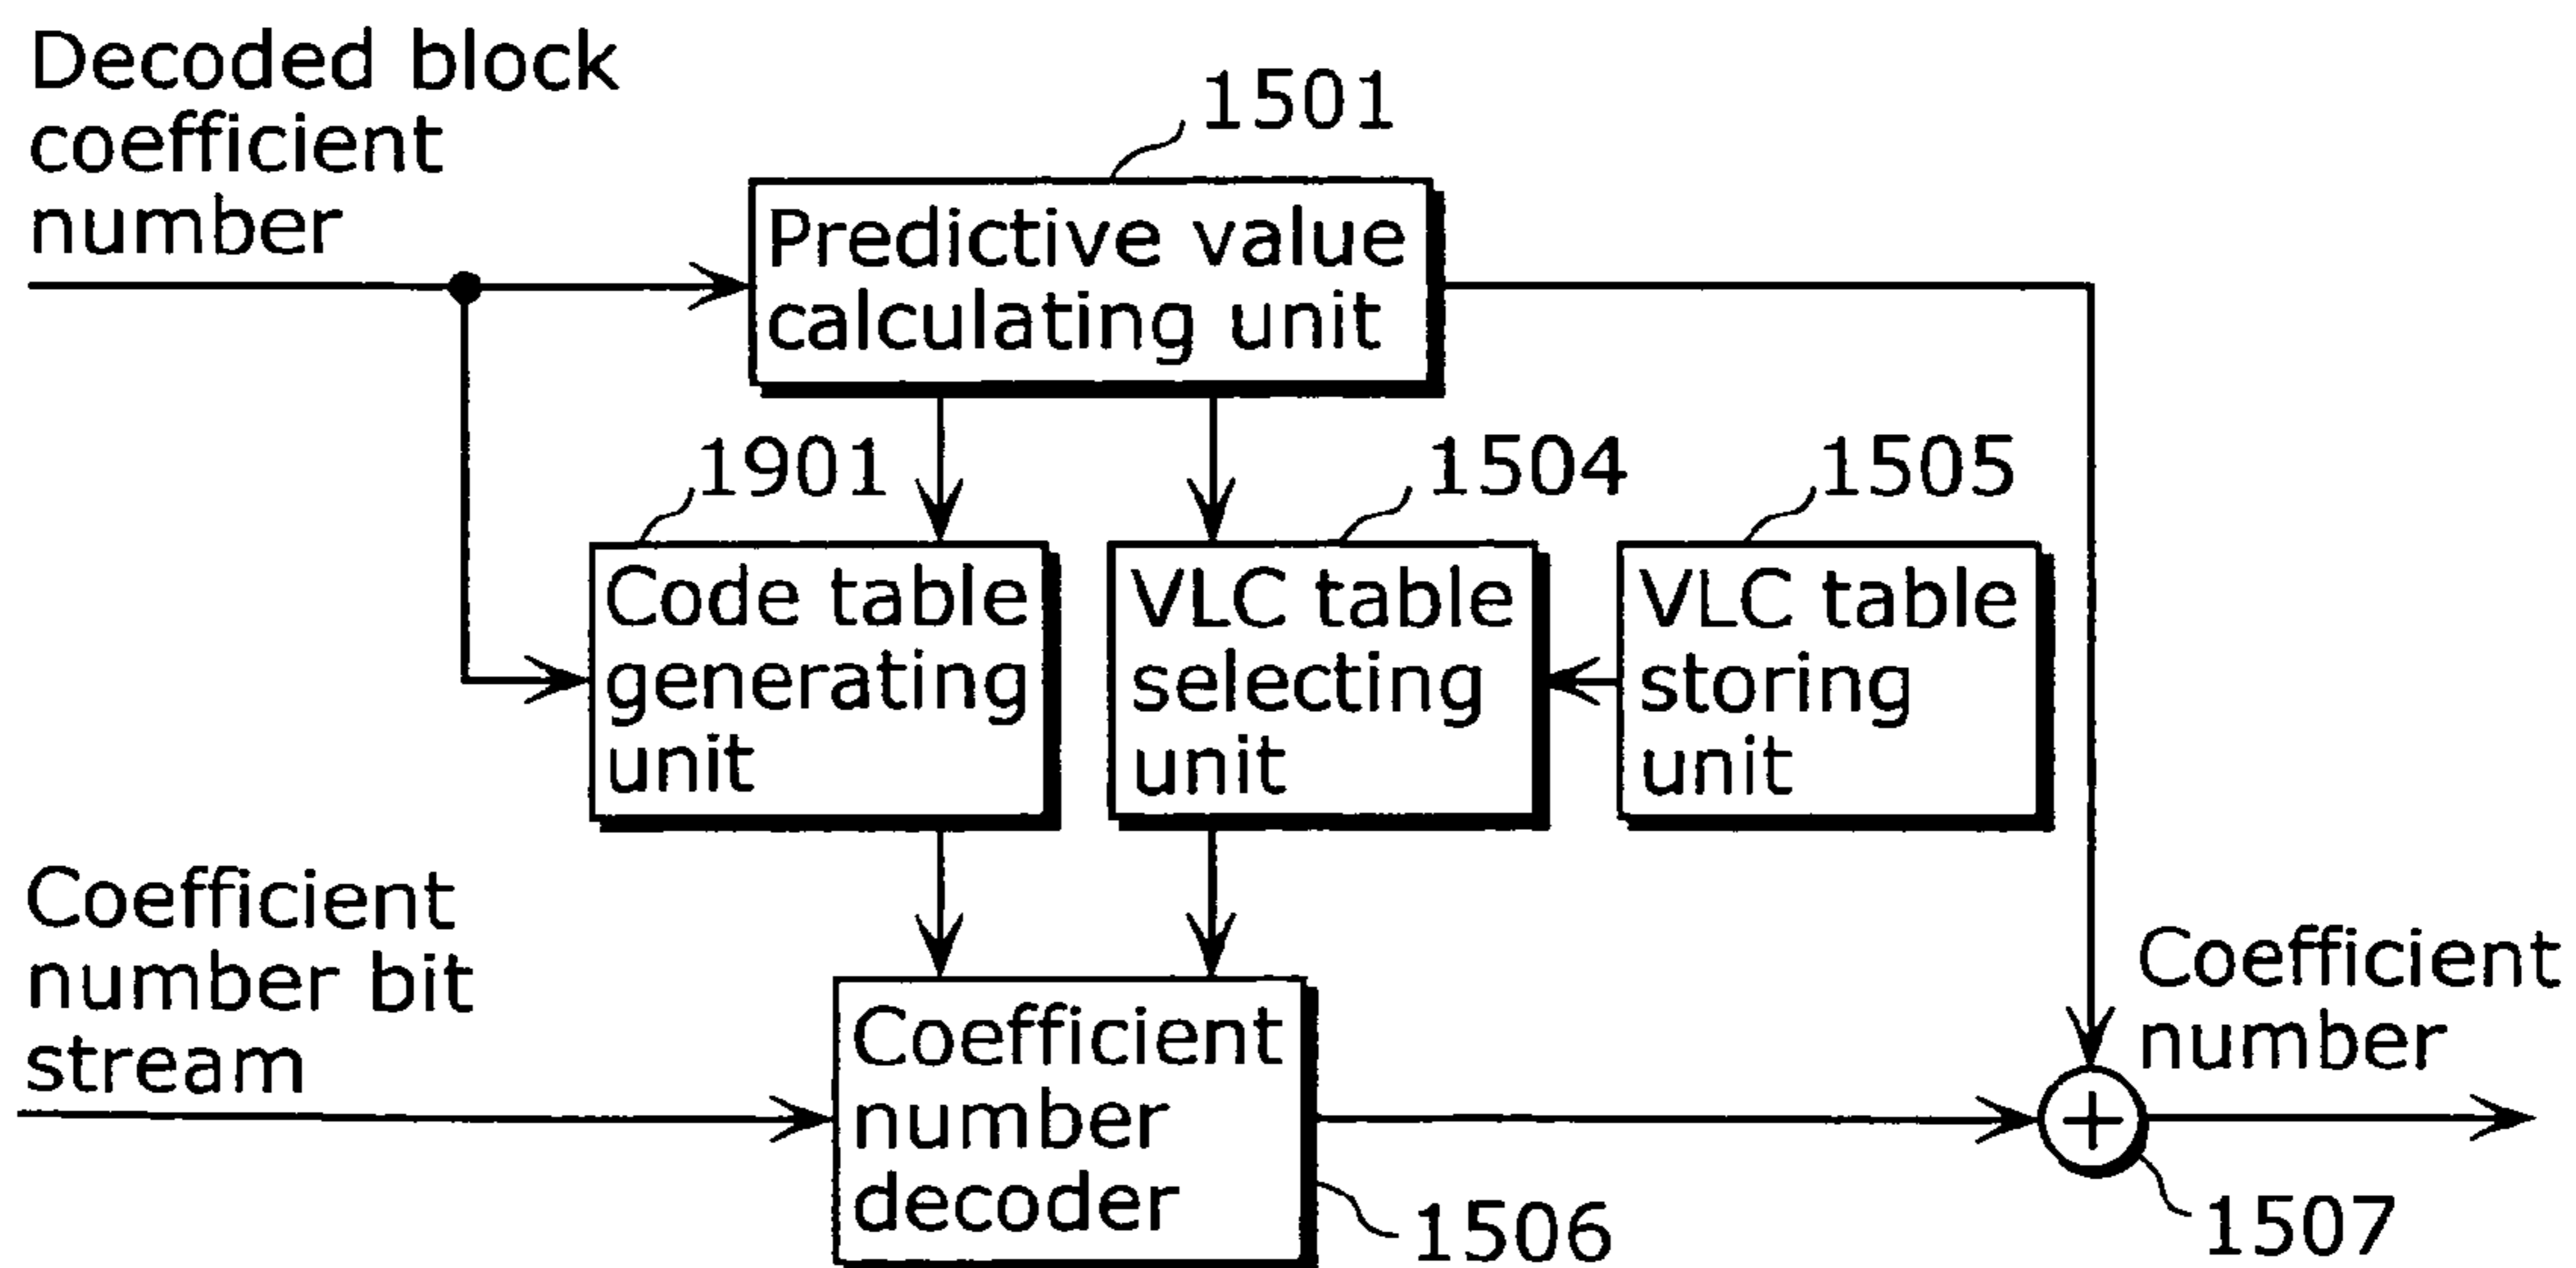 Decoded block
coefficient
number
1501
Predictive value
calculating unit
1901
1504
1505
Code table
generating
unit
VLC table
selecting
unit
VLC table
storing
unit
Coefficient
number bit
stream
Coefficient
number
decoder
1506
Coefficient
number
+
1507